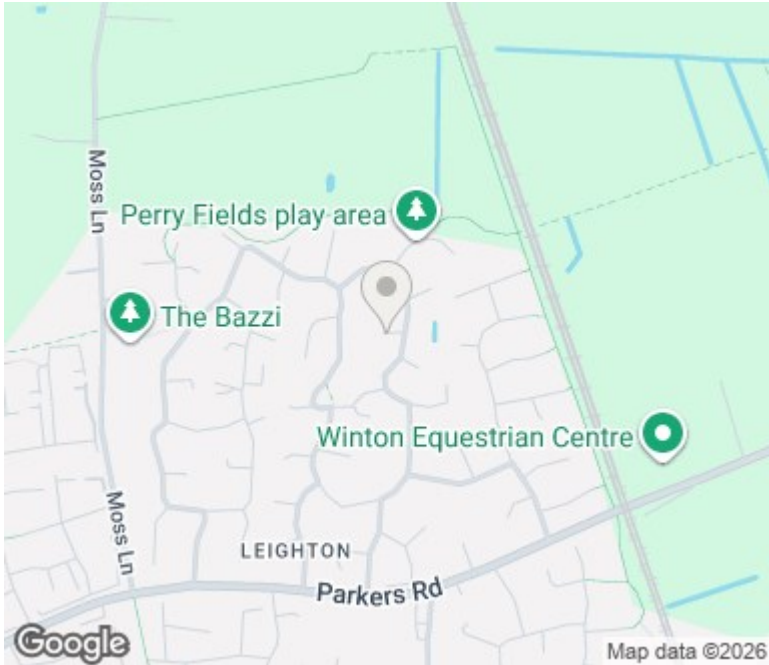 Moss Ln
Perry Fields play area
The Bazzi
Winton Equestrian Centre
Moss Ln
LEIGHTON
Parkers Rd
Google
Map data ©2026